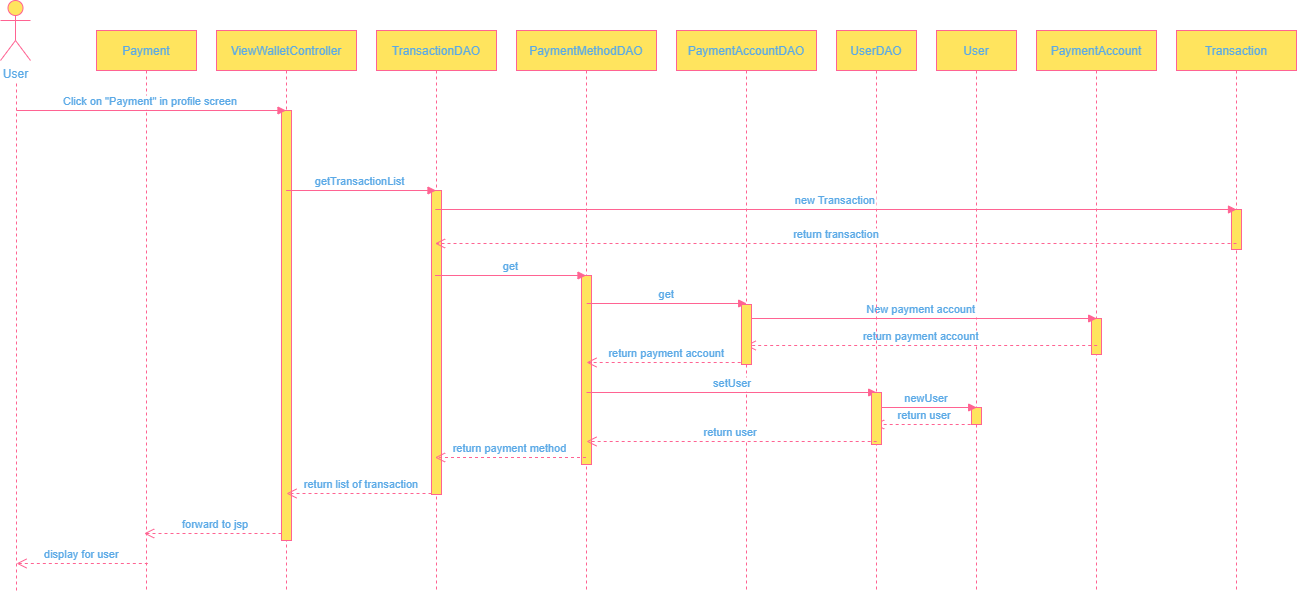 User
Payment
ViewWalletController
TransactionDAO
PaymentMethodDAO
PaymentAccountDAO
UserDAO
User
PaymentAccount
Transaction
Click on "Payment" in profile screen
getTransactionList
new Transaction
return transaction
get
get
New payment account
return payment account
return payment account
setUser
newUser
return user
return user
return payment method
return list of transaction
forward to jsp
display for user